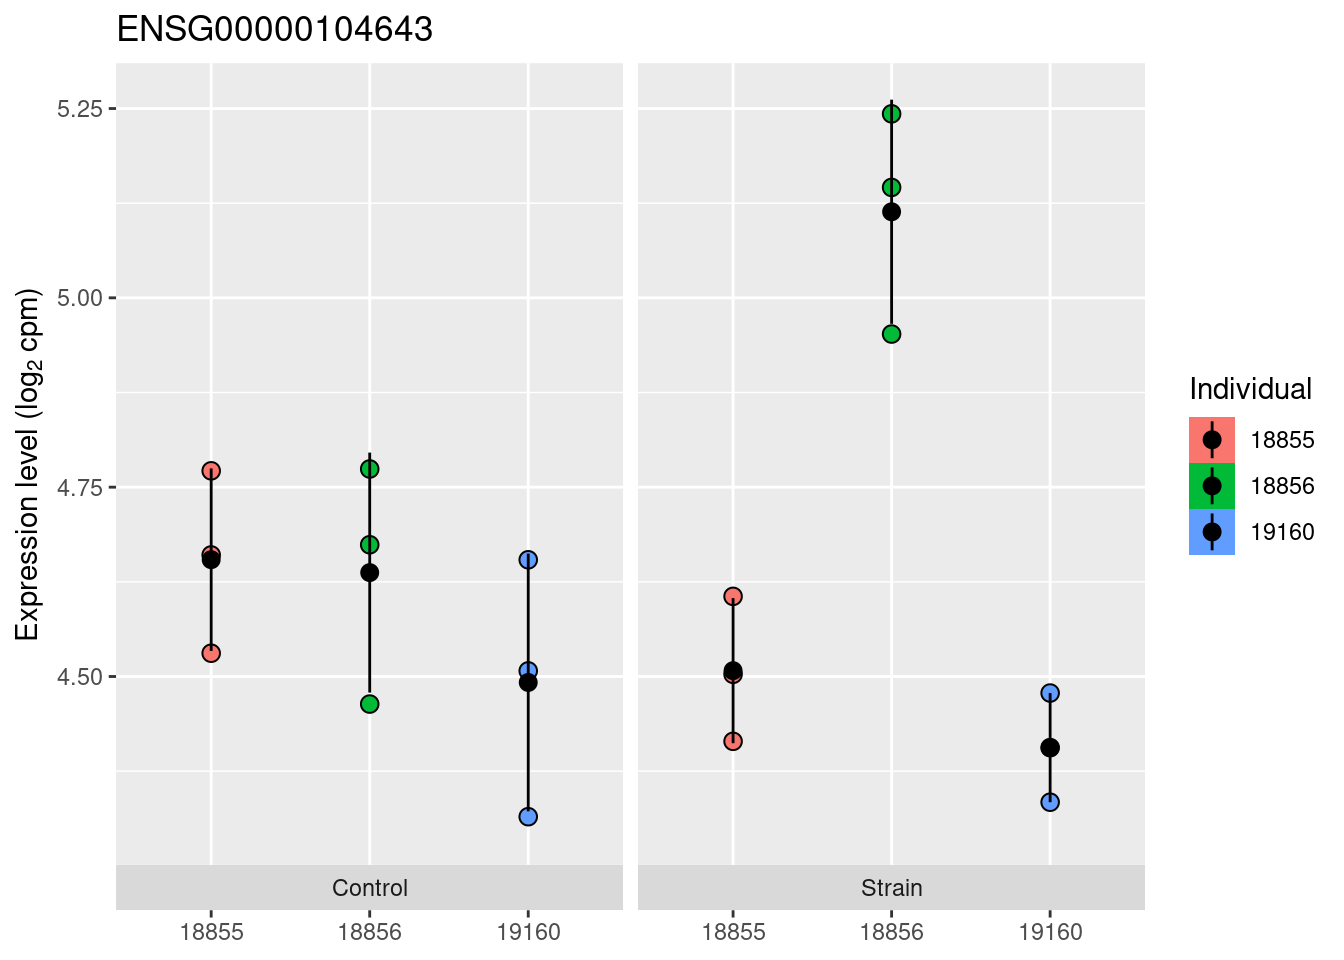 ENSG00000104643
Expression level (log₂ cpm)
5.25
5.00
4.75
4.50
Control
Strain
18855
18856
19160
18855
18856
19160
Individual
18855
18856
19160